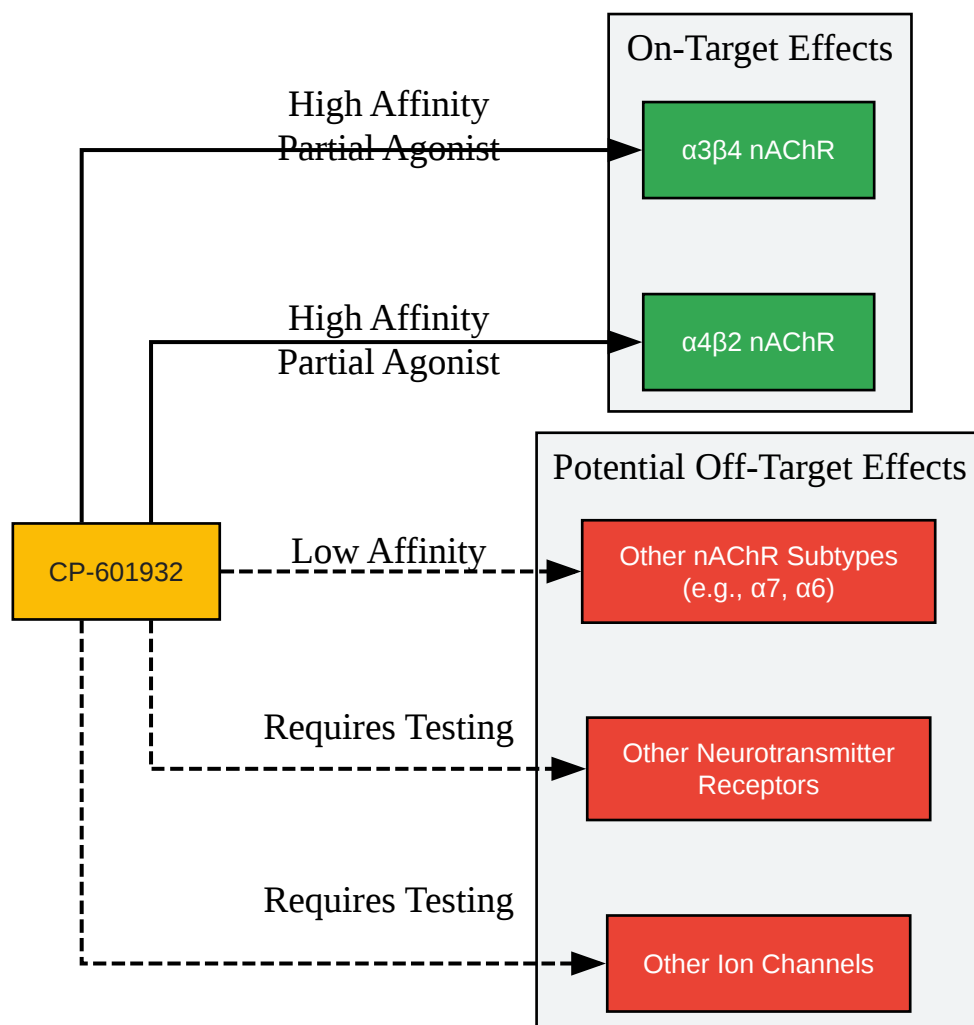 On-Target Effects
High Affinity
Partial Agonist
α3β4 nAChR
High Affinity
Partial Agonist
α4β2 nAChR
Potential Off-Target Effects
CP-601932
Low Affinity
Other nAChR Subtypes
(e.g., α7, α6)
Requires Testing
Other Neurotransmitter
Receptors
Requires Testing
Other Ion Channels